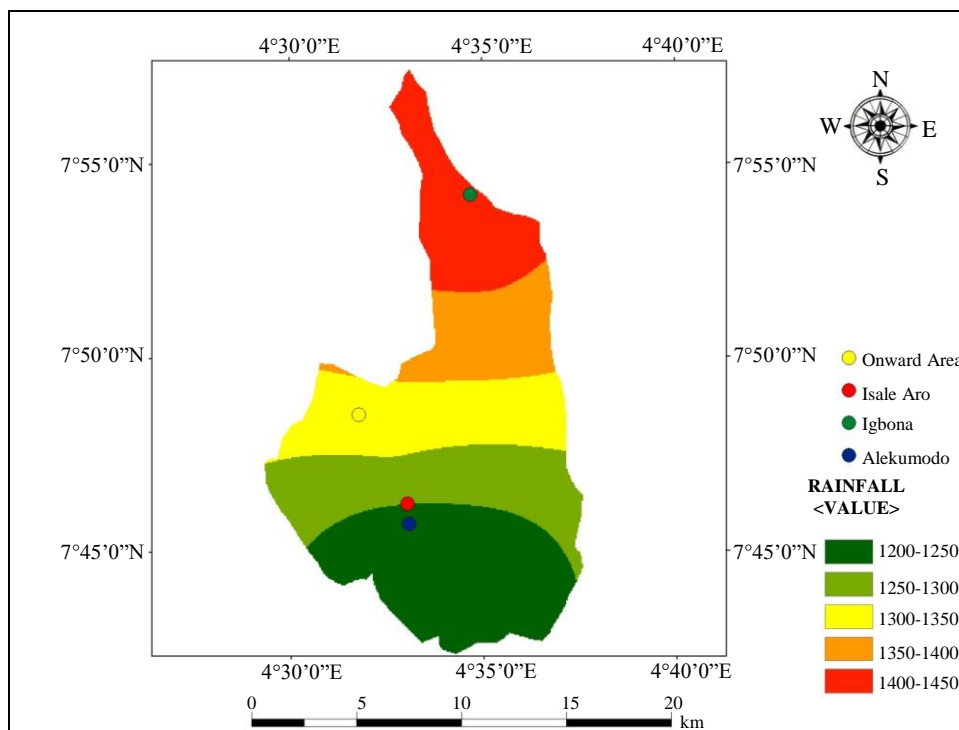 4°30’0”E 4°35’0”E 4°40’0”E
N
W E
S
7°55’0”N 7°55’0”N
7°50’0”N 7°50’0”N
Onward Area
Isale Aro
Igbona
Alekumodo
RAINFALL
<VALUE>
7°45’0”N 7°45’0”N
1200-1250
1250-1300
1300-1350
1350-1400
1400-1450
4°30’0”E 4°35’0”E 4°40’0”E
0 5 10 15 20
km